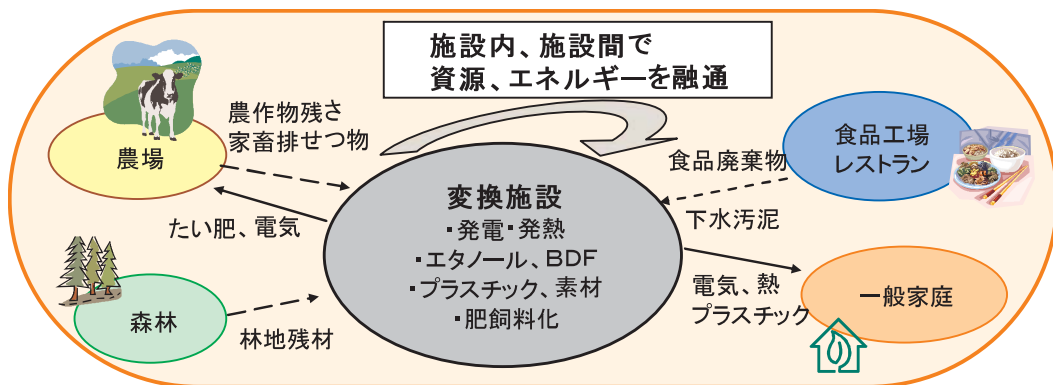 施設内、施設間で
資源、エネルギーを融通
農作物残さ
家畜排せつ物
農場
たい肥、電気
森林
林地残材
変換施設
・発電・発熱
・エタノール、BDF
・プラスチック、素材
・肥飼料化
食品工場
レストラン
食品廃棄物
下水汚泥
電気、熱
プラスチック
一般家庭